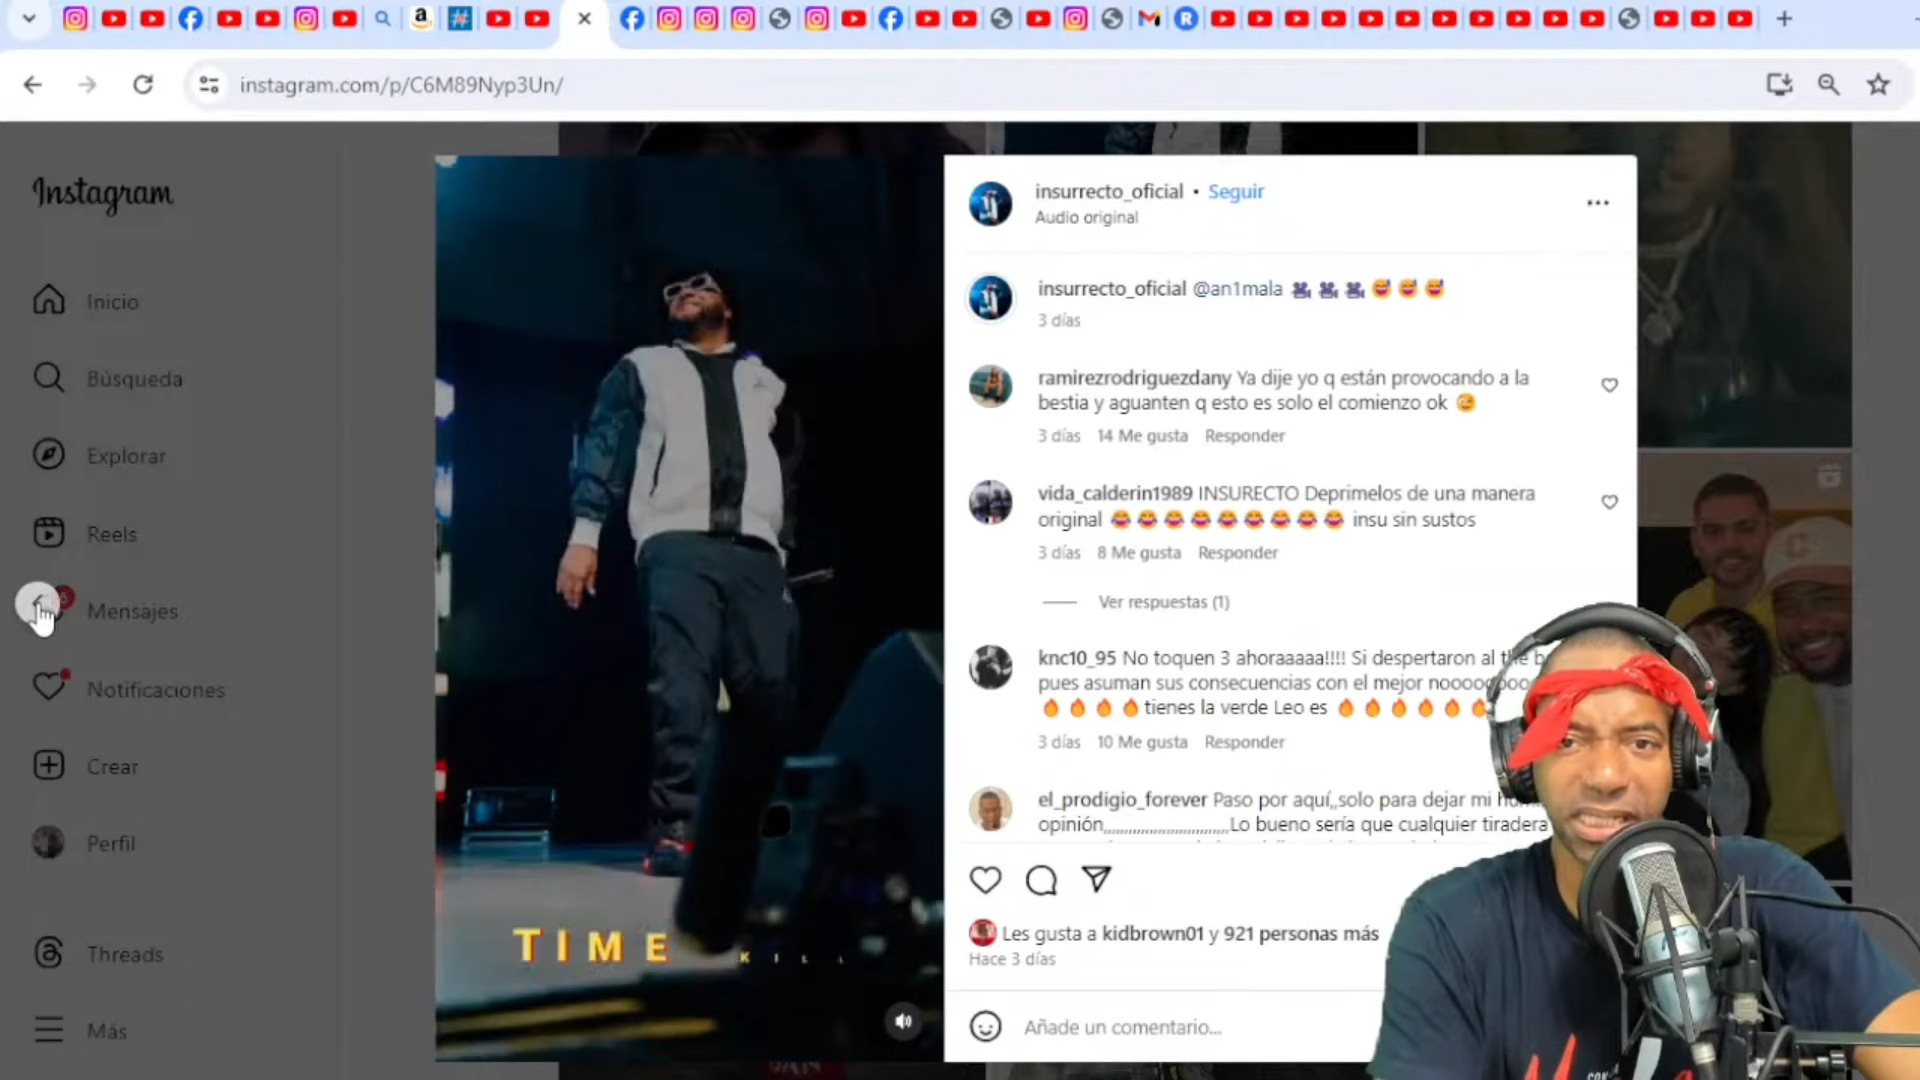 instagram.com/p/C6M89Nyp3Un/
Instagram
Inicio
Búsqueda
Explorar
Reels
6
Mensajes
Notificaciones
Crear
Perfil
Threads
Más
TIME
insurrecto_oficial • Seguir
Audio original
insurrecto_oficial @an1mala 🎥🎥🎥😅😅😅
3 días
ramirezrodriguezdany Ya dije yo q están provocando a la
bestia y aguanten q esto es solo el comienzo ok 😉
3 días 14 Me gusta Responder
vida_calderin1989 INSURECTO Deprimelos de una manera
original 😂😂😂😂😂😂😂😂😂 insu sin sustos
3 días 8 Me gusta Responder
Ver respuestas (1)
knc10_95 No toquen 3 ahoraaaaa!!!! Si despertaron al the
pues asuman sus consecuencias con el mejor
🔥🔥🔥🔥tienes la verde Leo es 🔥🔥🔥🔥🔥🔥
3 días 10 Me gusta Responder
el_prodigio_forever Paso por aquí,,solo para dejar mi
opinión,,,,,,,,,,,,,,,,,,,,,,,,,,,,Lo bueno sería que cualquier tiradera
Les gusta a kidbrown01 y 921 personas más
Hace 3 días
Añade un comentario...